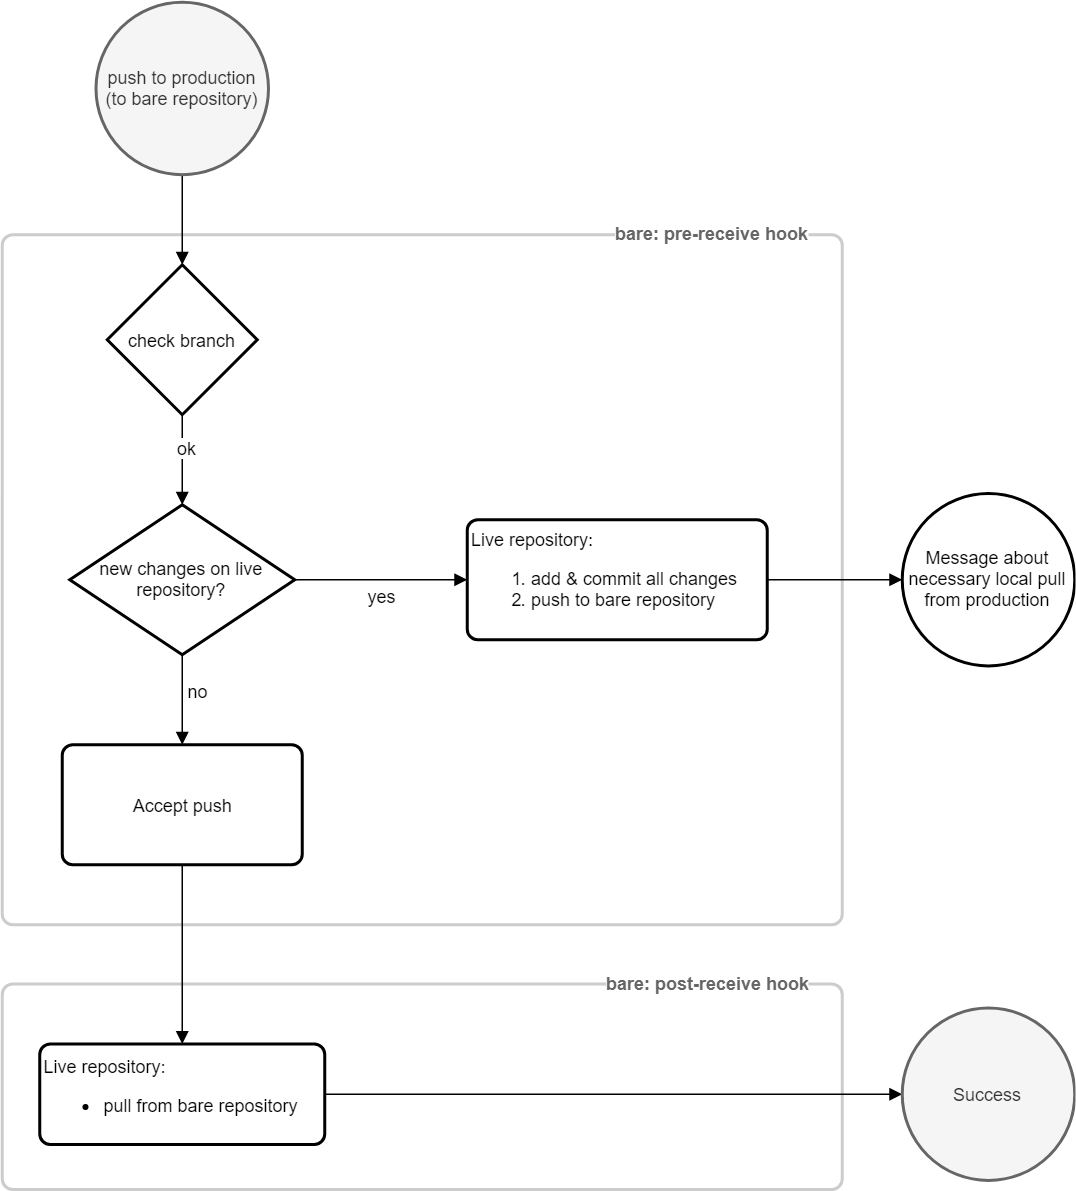 push to production
(to bare repository)
bare: pre-receive hook
check branch
ok
new changes on live
repository?
yes
Live repository:
1. add & commit all changes
2. push to bare repository
Message about
necessary local pull
from production
no
Accept push
bare: post-receive hook
Live repository:
• pull from bare repository
Success